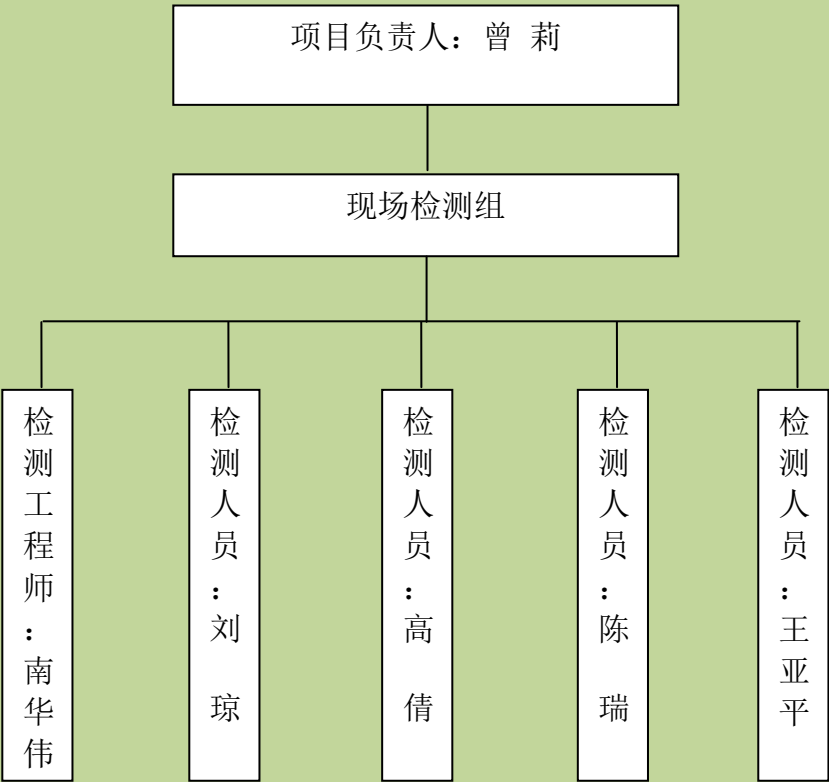 项目负责人：曾 莉
现场检测组
检测工程师：南华伟
检测人员：刘 琼
检测人员：高 倩
检测人员：陈 瑞
检测人员：王亚平